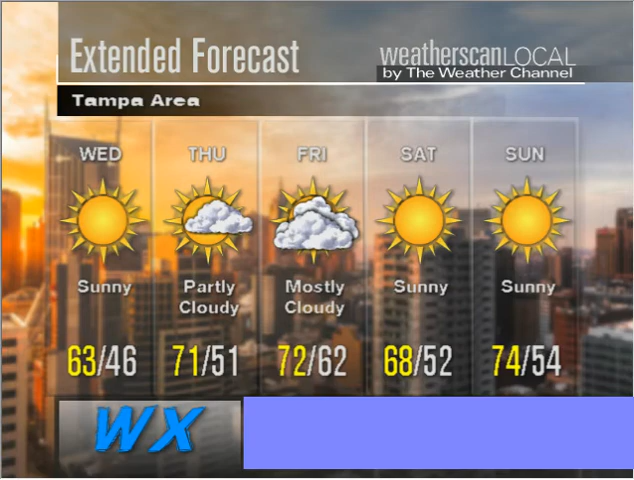 Extended Forecast
weatherscanLOCAL
by The Weather Channel
Tampa Area
WED THU FRI SAT SUN
Sunny Partly Cloudy Mostly Cloudy Sunny Sunny
63/46 71/51 72/62 68/52 74/54
WX